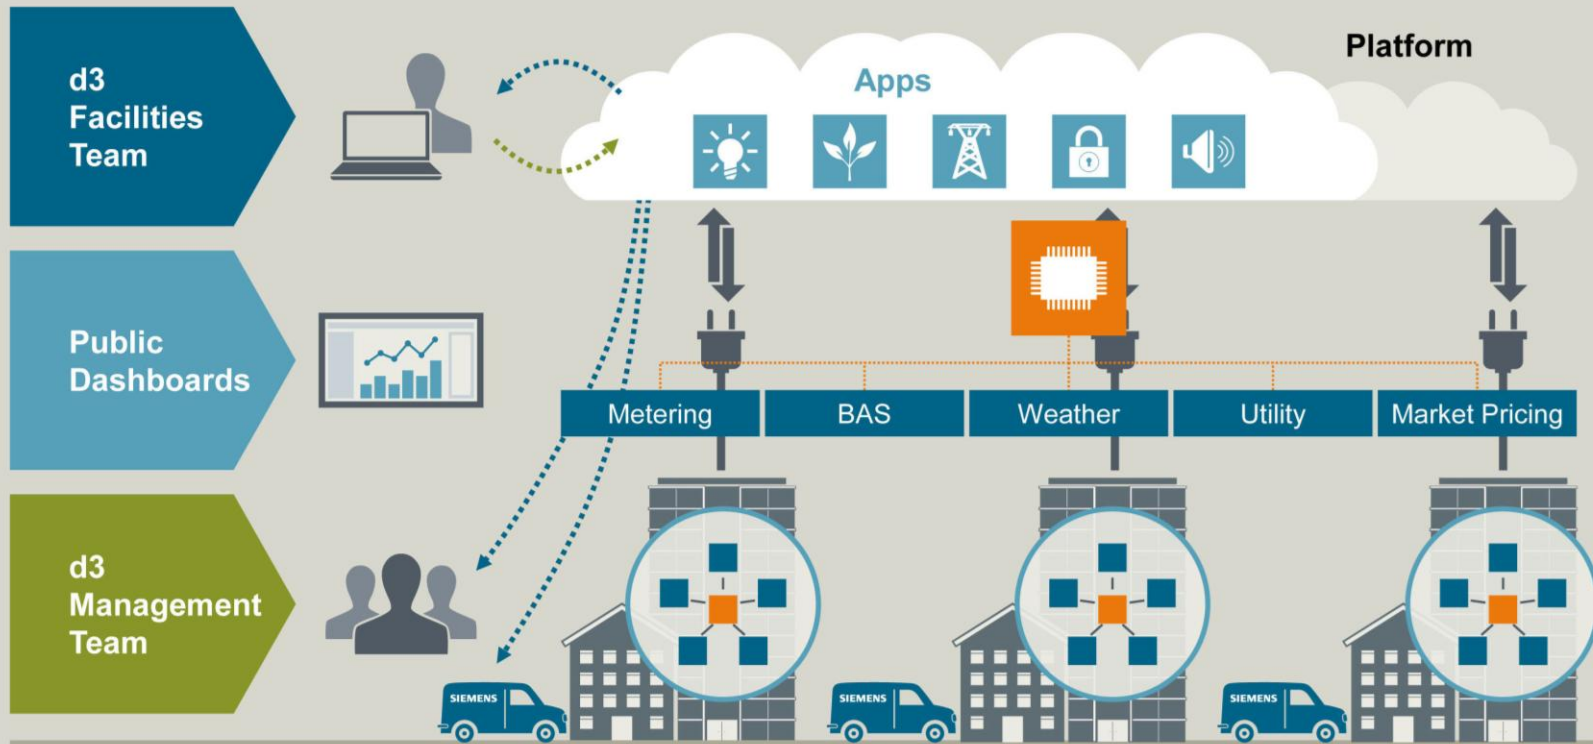 d3
Facilities
Team
Platform
Apps
Public
Dashboards
Metering
BAS
Weather
Utility
Market Pricing
d3
Management
Team
SIEMENS
SIEMENS
SIEMENS